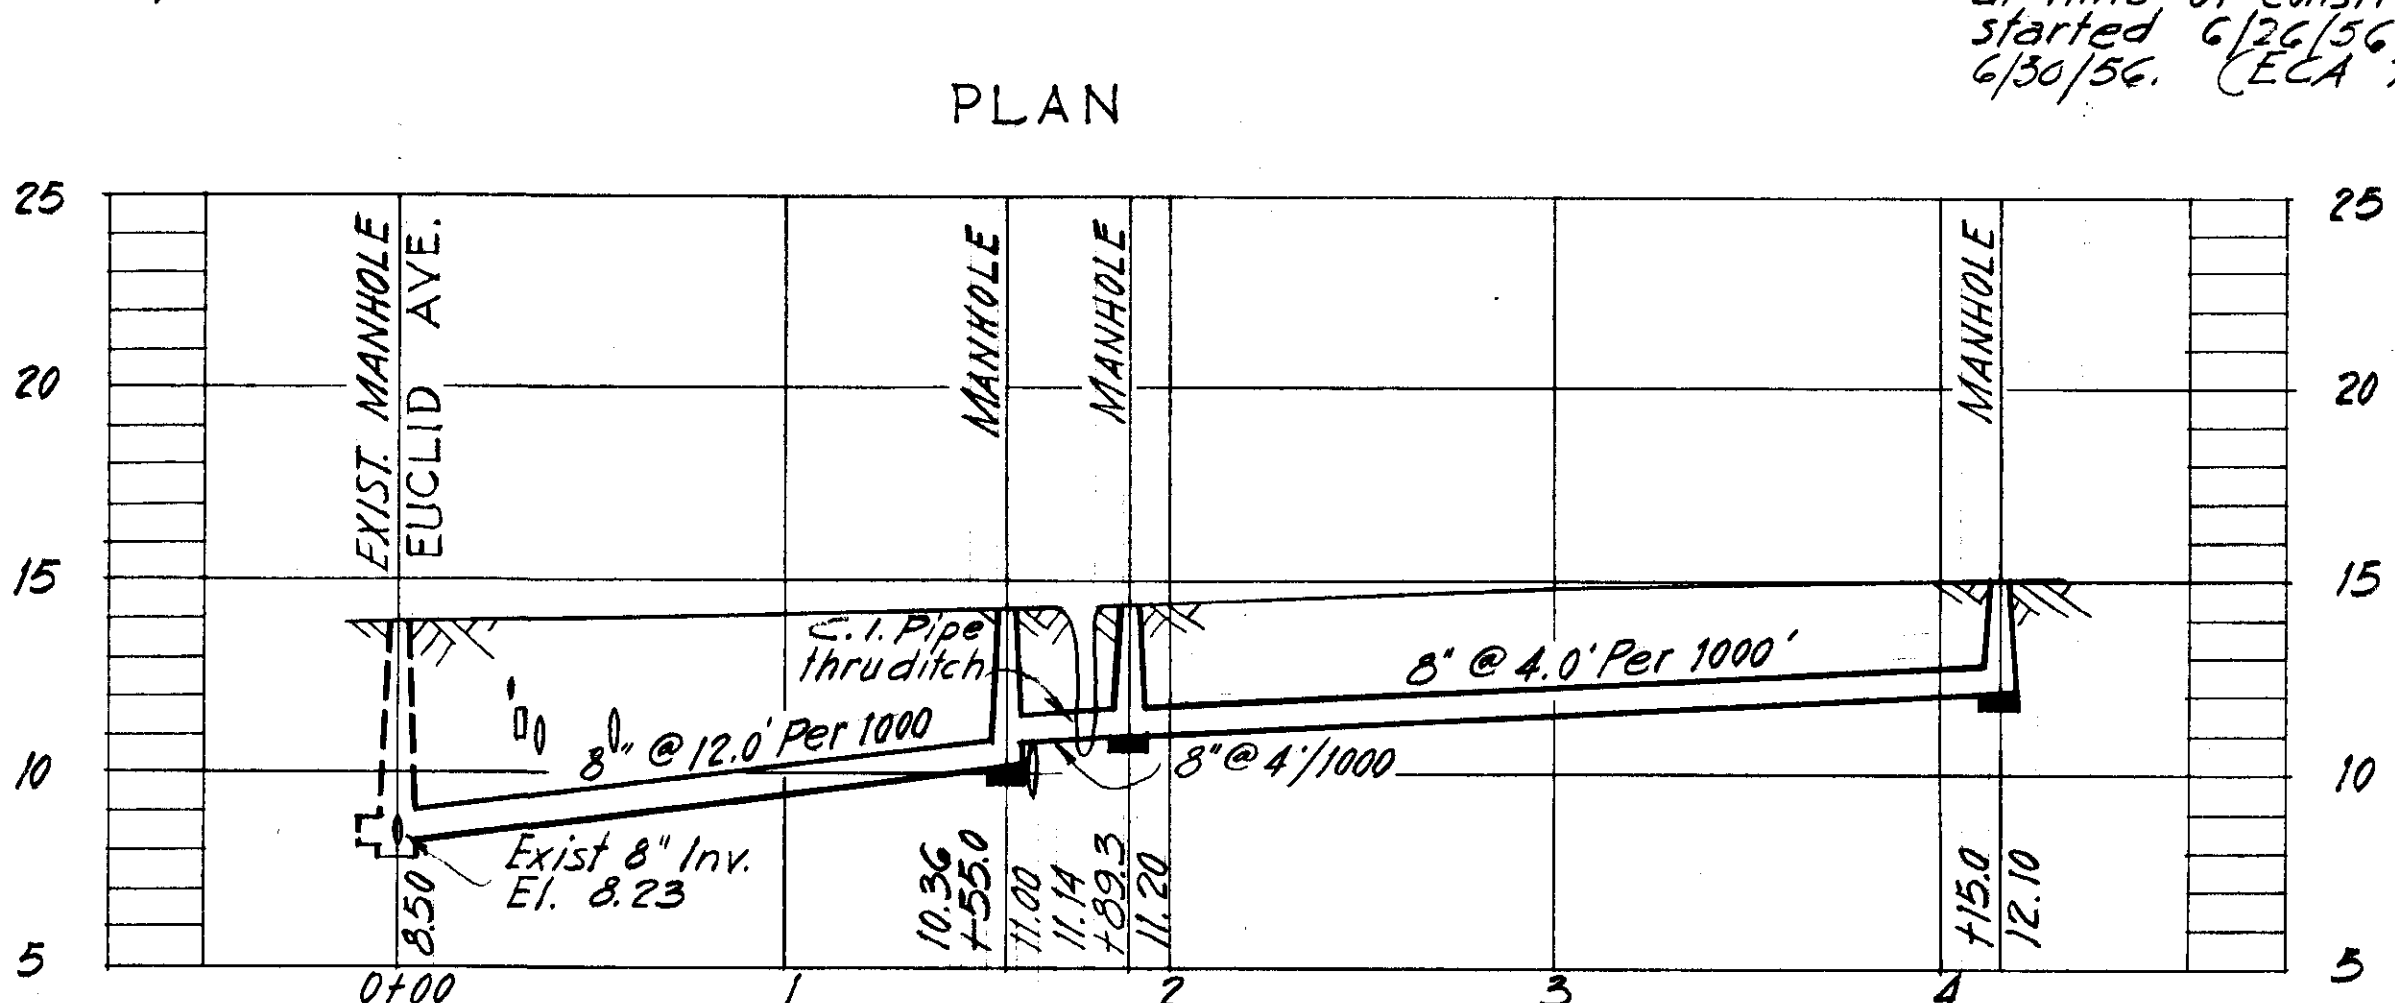 started 6/26/56
6/30/56. (ECA
PLAN
25
20
15
10
5
25
20
15
10
5
EXIST. MANHOLE
EUCLID AVE.
MANHOLE
MANHOLE
MANHOLE
C.I. Pipe
thru ditch
8" @ 12.0' Per 1000
8" @ 4.0' Per 1000'
8" @ 4'/1000
Exist 8" Inv.
El. 8.23
8.50
10.36
+55.0
11.00
11.14
+89.3
11.20
+15.0
12.10
0+00
1
2
3
4